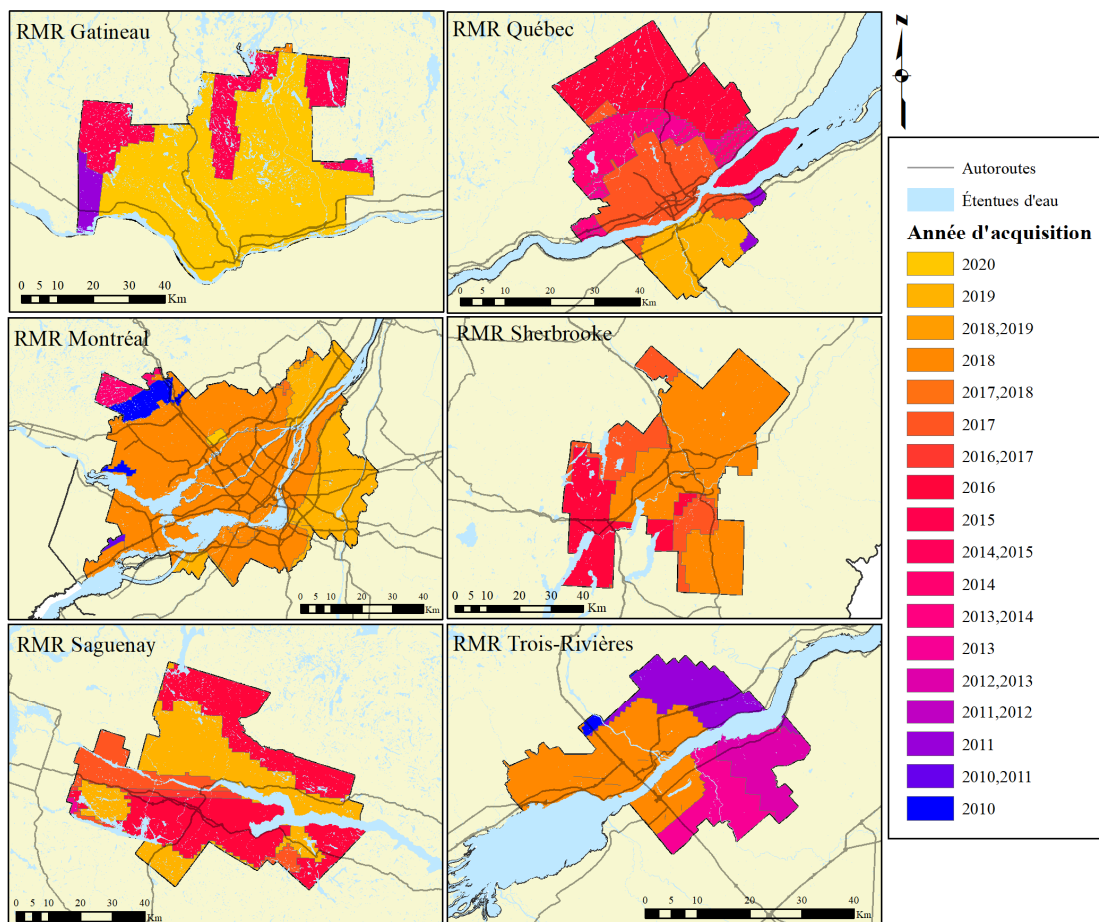 RMR Gatineau
0 5 10 20 30 40
Km
RMR Québec
0 5 10 20 30 40
Km
N
RMR Montréal
0 5 10 20 30 40
Km
RMR Sherbrooke
0 5 10 20 30 40
Km
RMR Saguenay
0 5 10 20 30 40
Km
RMR Trois-Rivières
0 5 10 20 30 40
Km
Autoroutes
Étentues d'eau
Année d'acquisition
2020
2019
2018,2019
2018
2017,2018
2017
2016,2017
2016
2015
2014,2015
2014
2013,2014
2013
2012,2013
2011,2012
2011
2010,2011
2010